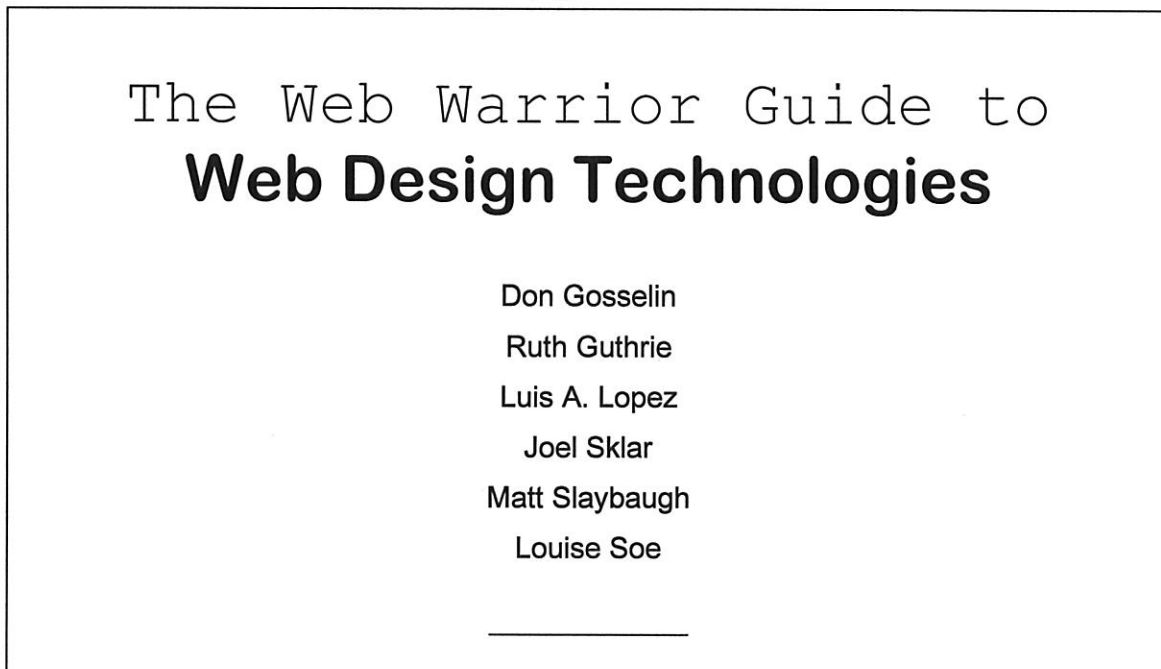 The Web Warrior Guide to
Web Design Technologies
Don Gosselin
Ruth Guthrie
Luis A. Lopez
Joel Sklar
Matt Slaybaugh
Louise Soe